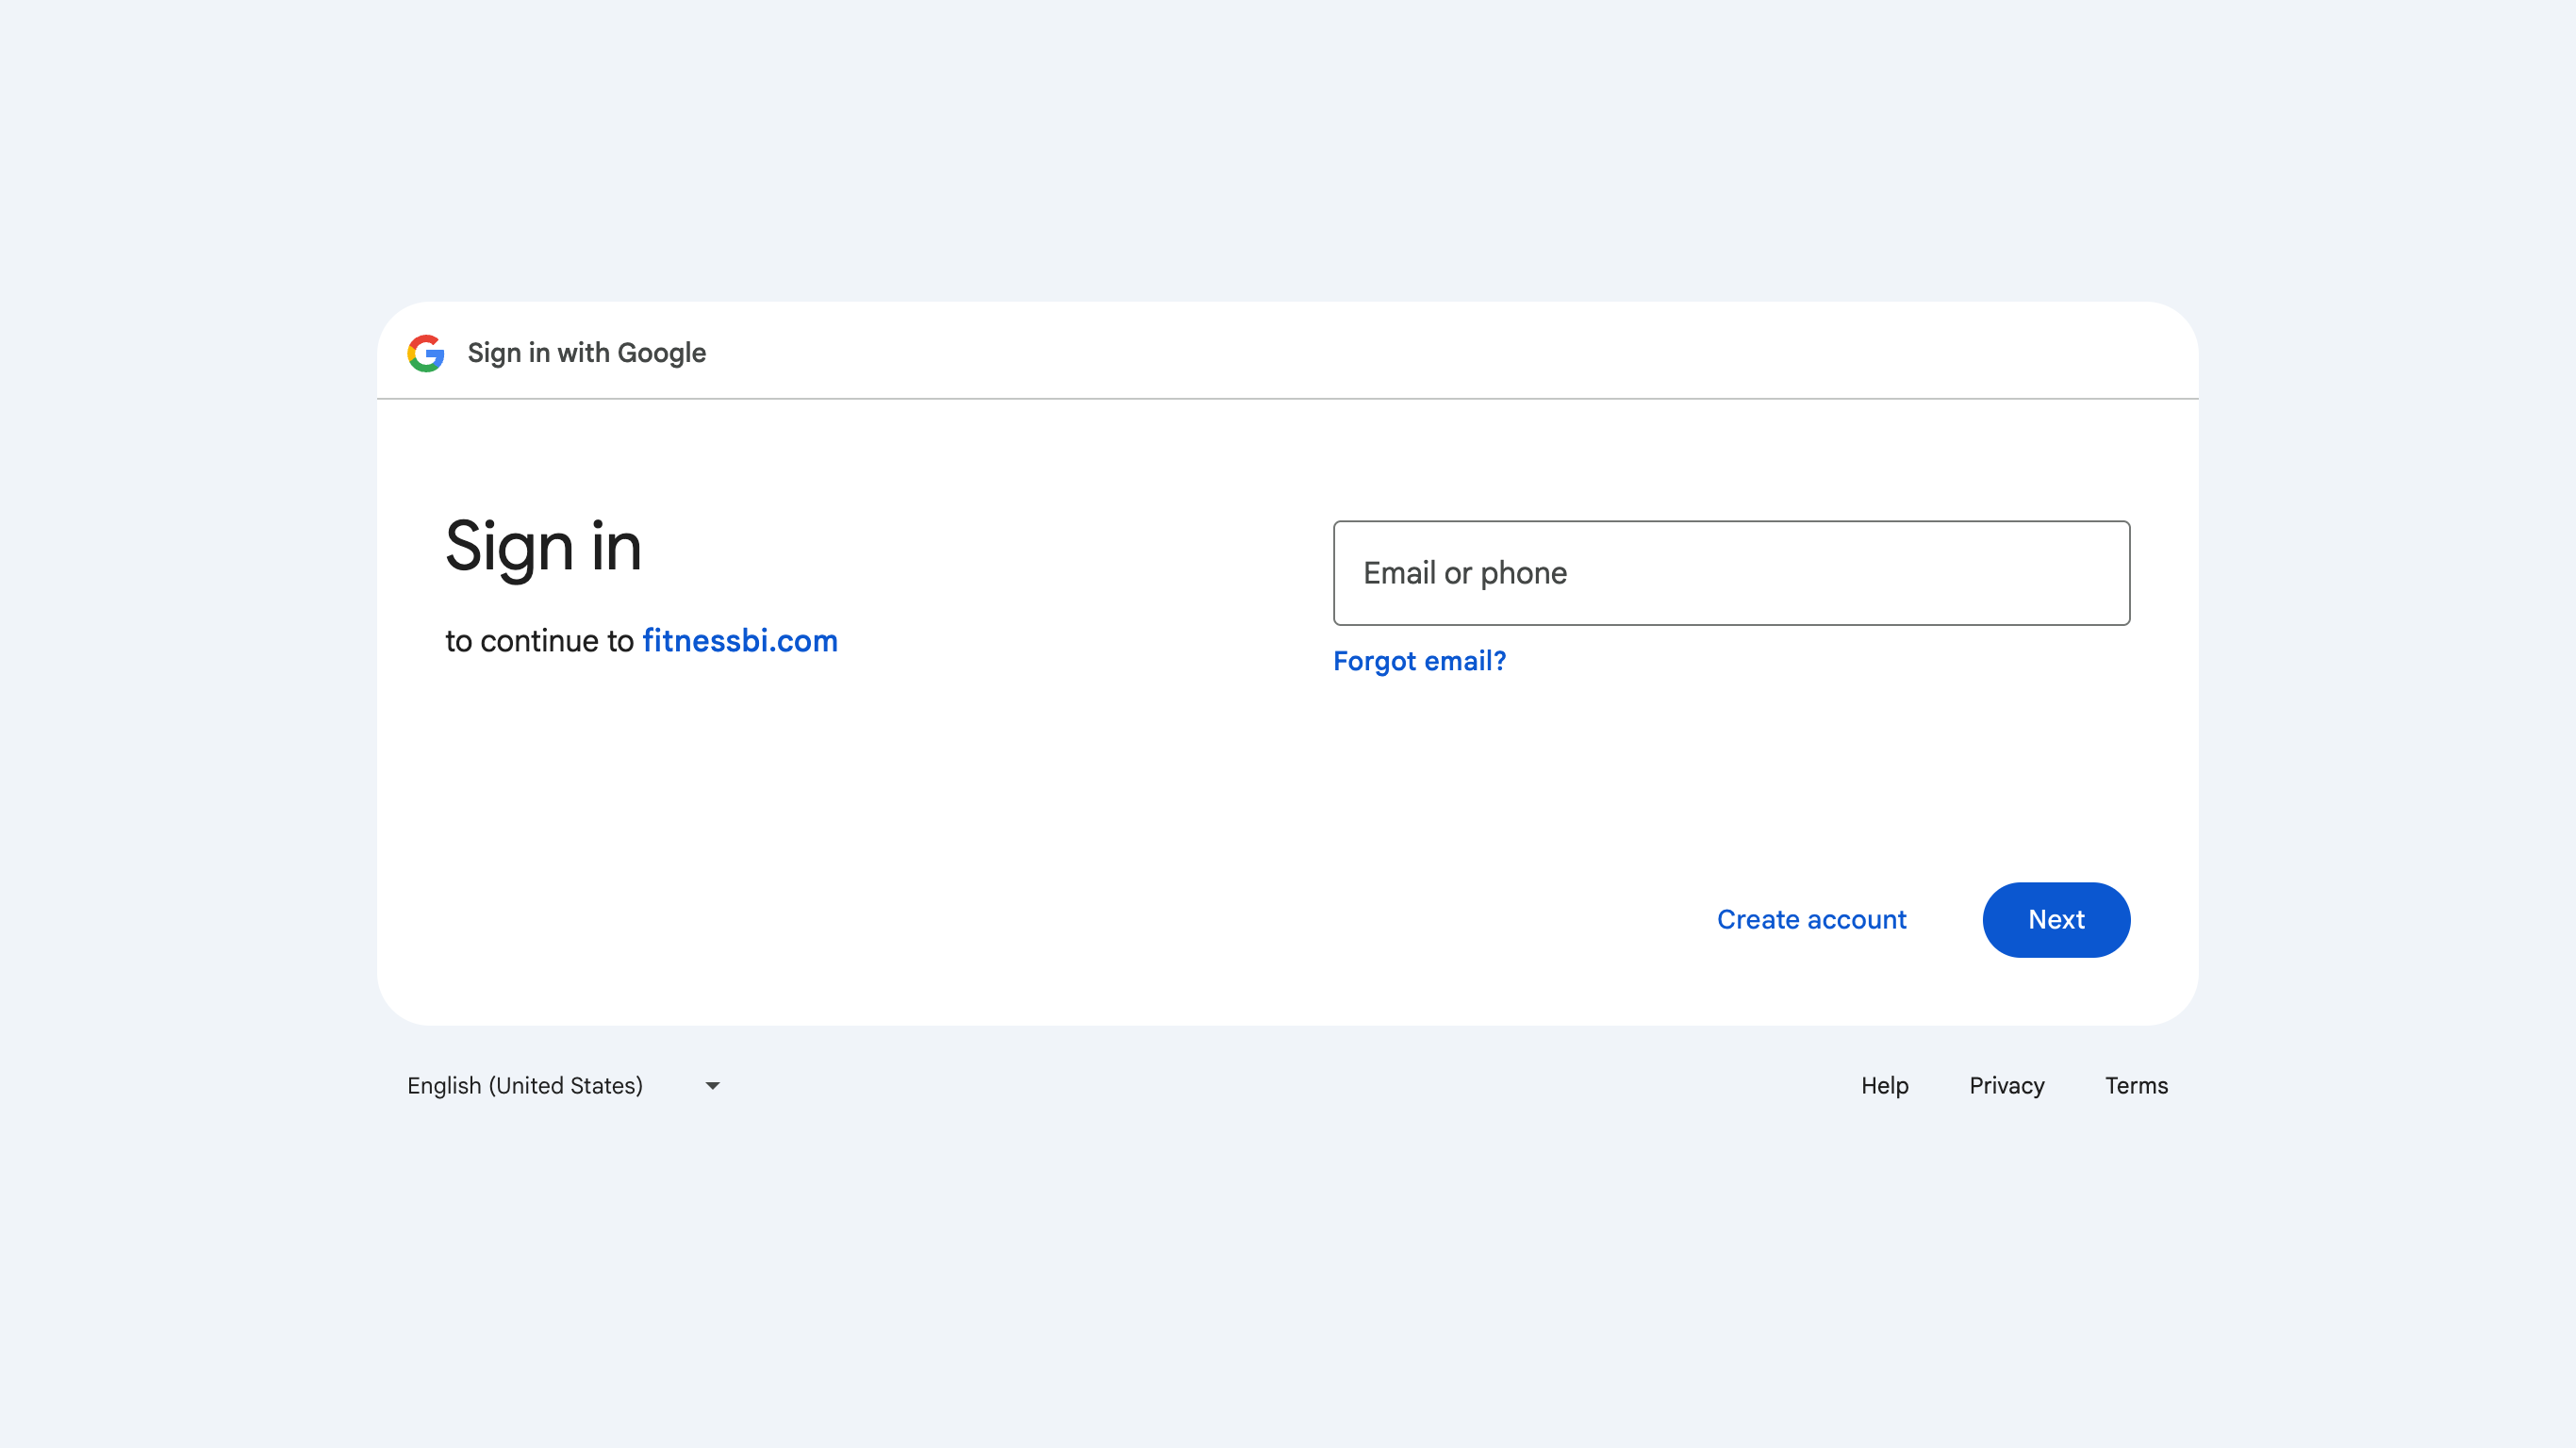 Sign in with Google
Sign in
to continue to fitnessbi.com
Email or phone
Forgot email?
Create account
Next
English (United States)
Help
Privacy
Terms